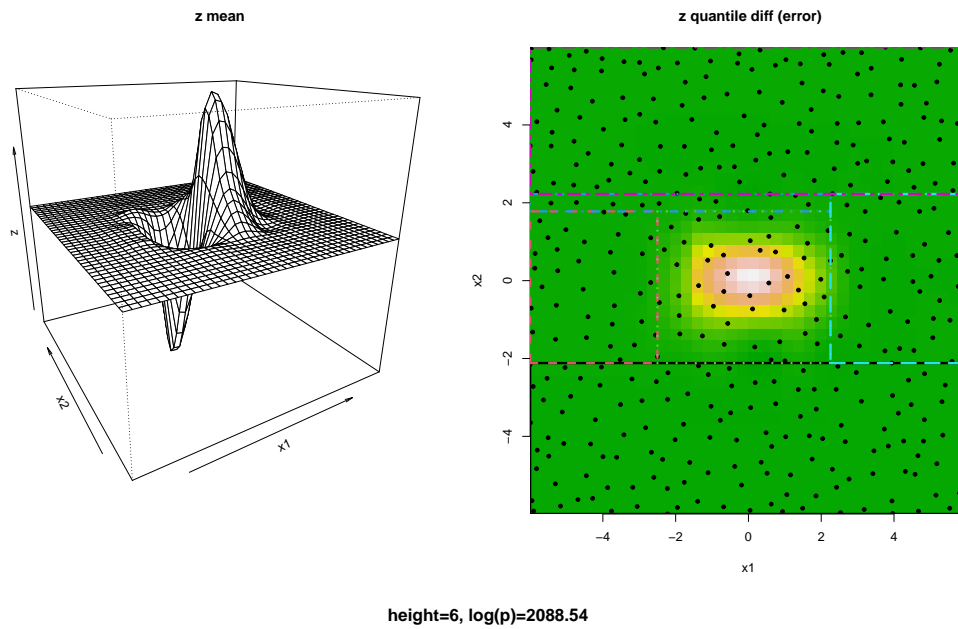 z mean
z quantile diff (error)
z
x2
x1
x2
4
2
0
−2
−4
−4
−2
0
2
4
x1
height=6, log(p)=2088.54